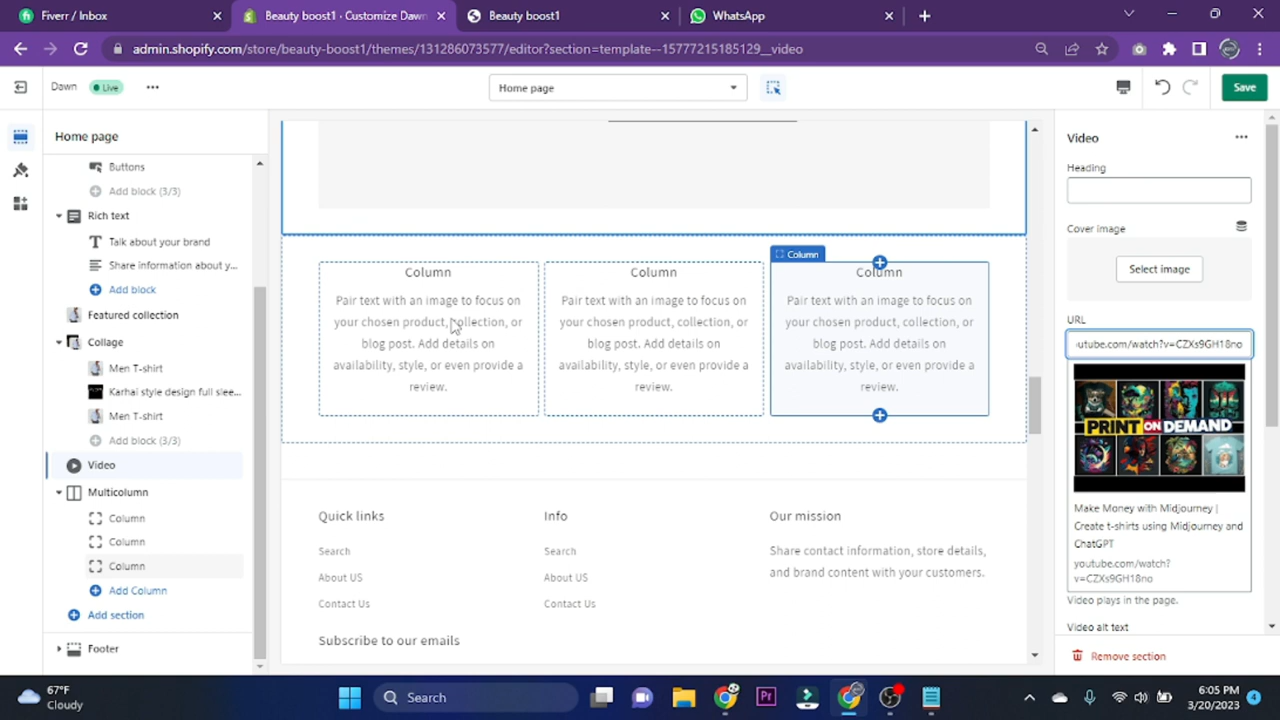 Fiverr / Inbox
Beauty boost1 · Customize Dawn
Beauty boost1
WhatsApp
admin.shopify.com/store/beauty-boost1/themes/131286073577/editor?section=template--15777215185129__video
Dawn
Live
Home page
Save
Home page
Buttons
Add block (3/3)
Rich text
Talk about your brand
Share information about y...
Add block
Featured collection
Collage
Men T-shirt
Karhai style design full slee...
Men T-shirt
Add block (3/3)
Video
Multicolumn
Column
Column
Column
Add Column
Add section
Footer
Column
Column
Pair text with an image to focus on
your chosen product, collection, or
blog post. Add details on
availability, style, or even provide a
review.
Column
Pair text with an image to focus on
your chosen product, collection, or
blog post. Add details on
availability, style, or even provide a
review.
Column
Pair text with an image to focus on
your chosen product, collection, or
blog post. Add details on
availability, style, or even provide a
review.
Quick links
Search
About US
Contact Us
Info
Search
About US
Contact Us
Our mission
Share contact information, store details,
and brand content with your customers.
Subscribe to our emails
Video
Heading
Cover image
Select image
URL
utube.com/watch?v=CZXs9GH18no
PRINT ON DEMAND
Make Money with Midjourney |
Create t-shirts using Midjourney and
ChatGPT
youtube.com/watch?
v=CZXs9GH18no
Video plays in the page.
Video alt text
Remove section
67°F
Cloudy
Search
Pr
6:05 PM
3/20/2023
4